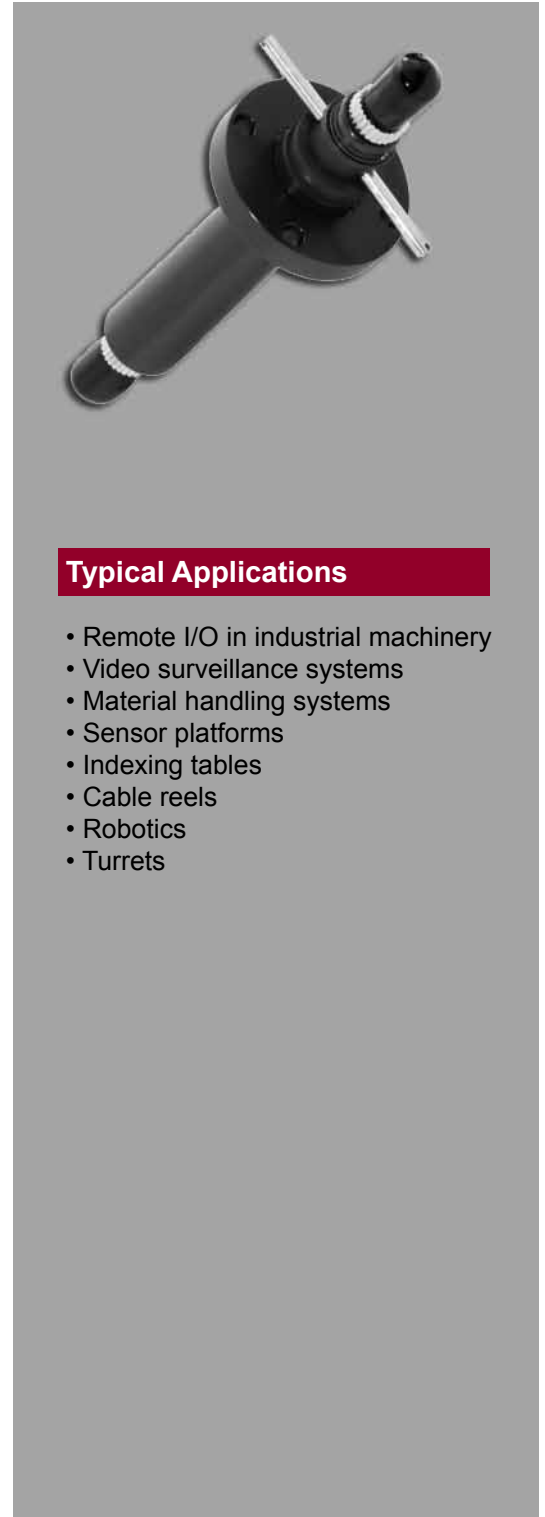 Typical Applications
• Remote I/O in industrial machinery
• Video surveillance systems
• Material handling systems
• Sensor platforms
• Indexing tables
• Cable reels
• Robotics
• Turrets